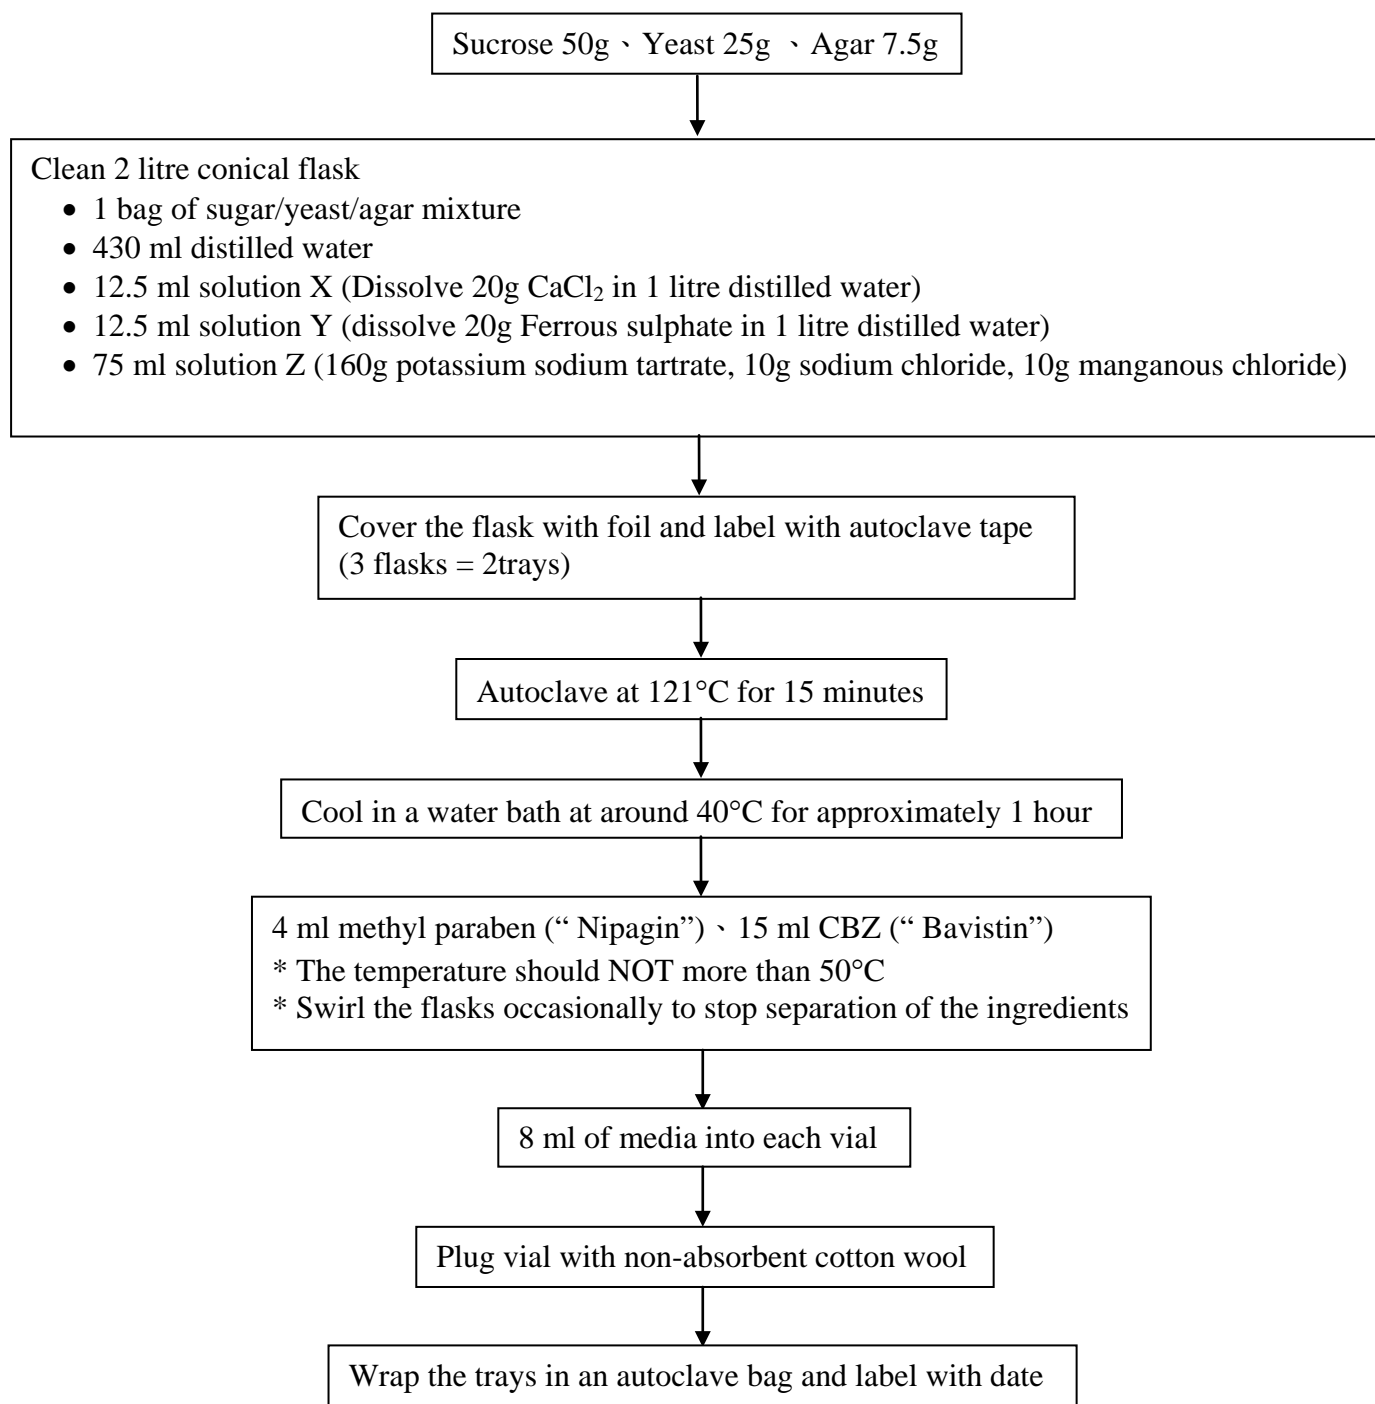 Sucrose 50g、Yeast 25g 、Agar 7.5g
Clean 2 litre conical flask
• 1 bag of sugar/yeast/agar mixture
• 430 ml distilled water
• 12.5 ml solution X (Dissolve 20g CaCl₂ in 1 litre distilled water)
• 12.5 ml solution Y (dissolve 20g Ferrous sulphate in 1 litre distilled water)
• 75 ml solution Z (160g potassium sodium tartrate, 10g sodium chloride, 10g manganous chloride)
Cover the flask with foil and label with autoclave tape
(3 flasks = 2trays)
Autoclave at 121°C for 15 minutes
Cool in a water bath at around 40°C for approximately 1 hour
4 ml methyl paraben (“ Nipagin”)、15 ml CBZ (“ Bavistin”)
* The temperature should NOT more than 50°C
* Swirl the flasks occasionally to stop separation of the ingredients
8 ml of media into each vial
Plug vial with non-absorbent cotton wool
Wrap the trays in an autoclave bag and label with date